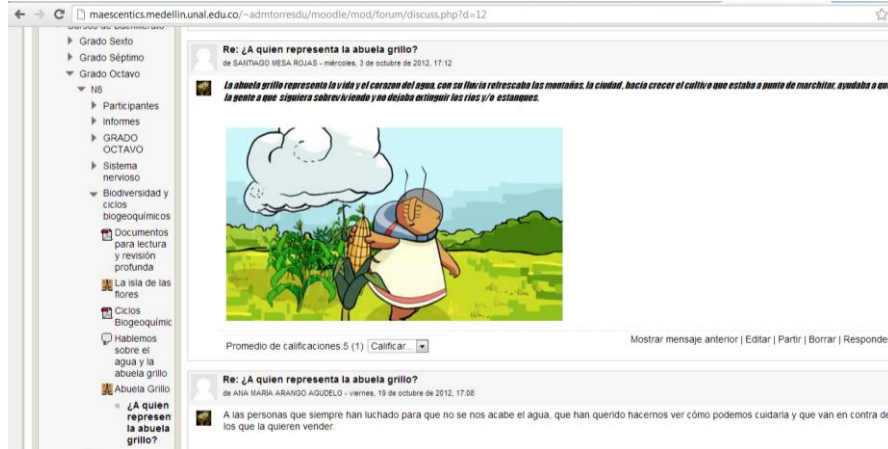 maescentics.medellin.unal.edu.co/~admtorresdu/moodle/mod/forum/discuss.php?d=12
Cursos de Bachillerato
Grado Sexto
Grado Séptimo
Grado Octavo
N8
Participantes
Informes
GRADO
OCTAVO
Sistema
nervioso
Biodiversidad y
ciclos
biogeoquímicos
Documentos
para lectura
y revisión
profunda
La isla de las
flores
Ciclos
Biogeoquímic
Hablemos
sobre el
agua y la
abuela grillo
Abuela Grillo
¿A quien
represen
la abuela
grillo?
Re: ¿A quien representa la abuela grillo?
de SANTIAGO MESA ROJAS - miércoles, 3 de octubre de 2012, 17:12
La abuela grillo representa la vida y el corazon del agua, con su lluvia refrescaba las montañas, la ciudad, hacia crecer el cultivo que estaba a punto de marchitar, ayudaba a que
la gente a que siguiera sobreviviendo y no dejaba extinguir los rios y/o estanques.
Promedio de calificaciones:5 (1) Calificar...
Mostrar mensaje anterior | Editar | Partir | Borrar | Responde
Re: ¿A quien representa la abuela grillo?
de ANA MARIA ARANGO AGUDELO - viernes, 19 de octubre de 2012, 17:08
A las personas que siempre han luchado para que no se nos acabe el agua, que han querido hacernos ver cómo podemos cuidarla y que van en contra de
los que la quieren vender.